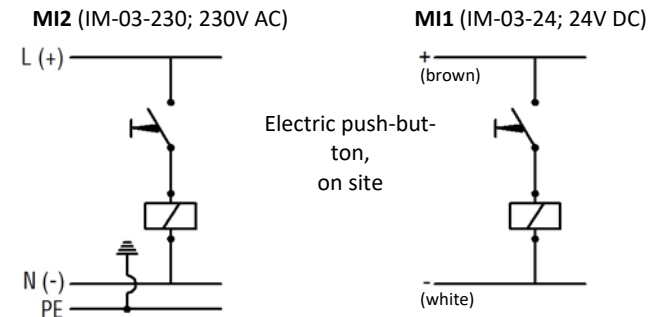 MI2 (IM-03-230; 230V AC)
MI1 (IM-03-24; 24V DC)
L (+)
+
(brown)
Electric push-but-
ton,
on site
N (-)
PE
-
(white)